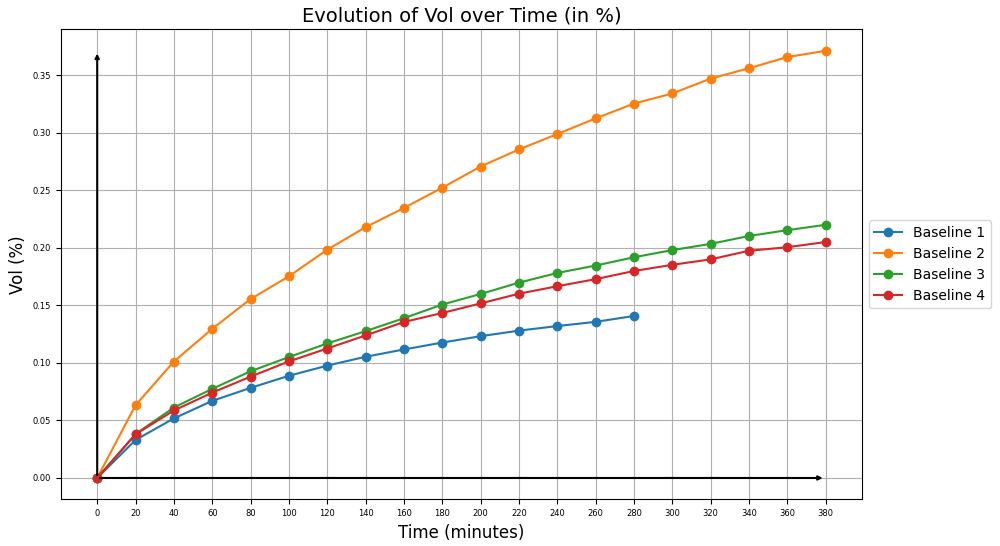 Evolution of Vol over Time (in %)
Vol (%)
0.35
0.30
0.25
0.20
0.15
0.10
0.05
0.00
0 20 40 60 80 100 120 140 160 180 200 220 240 260 280 300 320 340 360 380
Time (minutes)
Baseline 1
Baseline 2
Baseline 3
Baseline 4